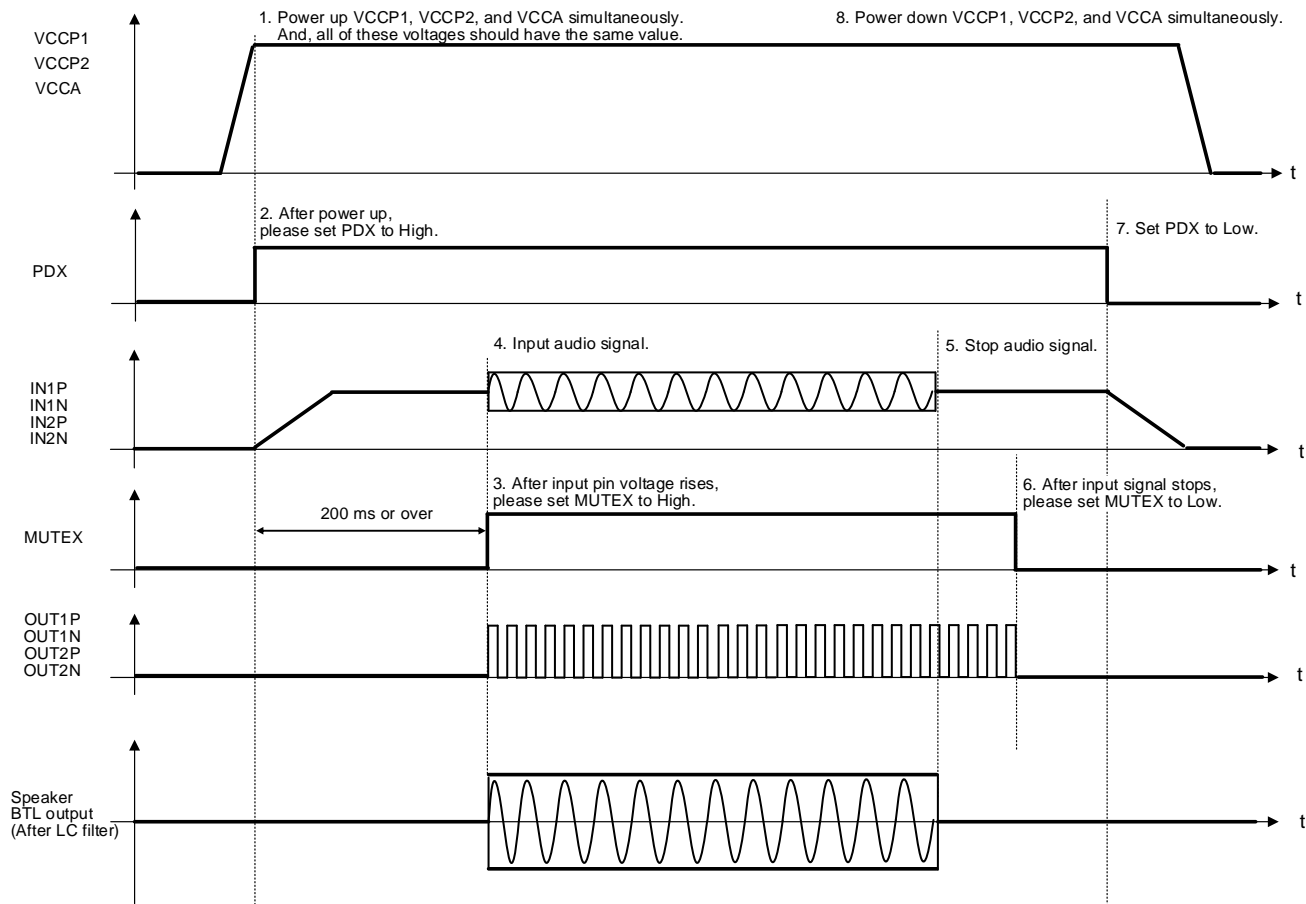 1. Power up VCCP1, VCCP2, and VCCA simultaneously.
And, all of these voltages should have the same value.
8. Power down VCCP1, VCCP2, and VCCA simultaneously.
VCCP1
VCCP2
VCCA
t
2. After power up,
please set PDX to High.
7. Set PDX to Low.
PDX
t
4. Input audio signal.
5. Stop audio signal.
IN1P
IN1N
IN2P
IN2N
t
3. After input pin voltage rises,
please set MUTEX to High.
6. After input signal stops,
please set MUTEX to Low.
200 ms or over
MUTEX
t
OUT1P
OUT1N
OUT2P
OUT2N
t
Speaker
BTL output
(After LC filter)
t